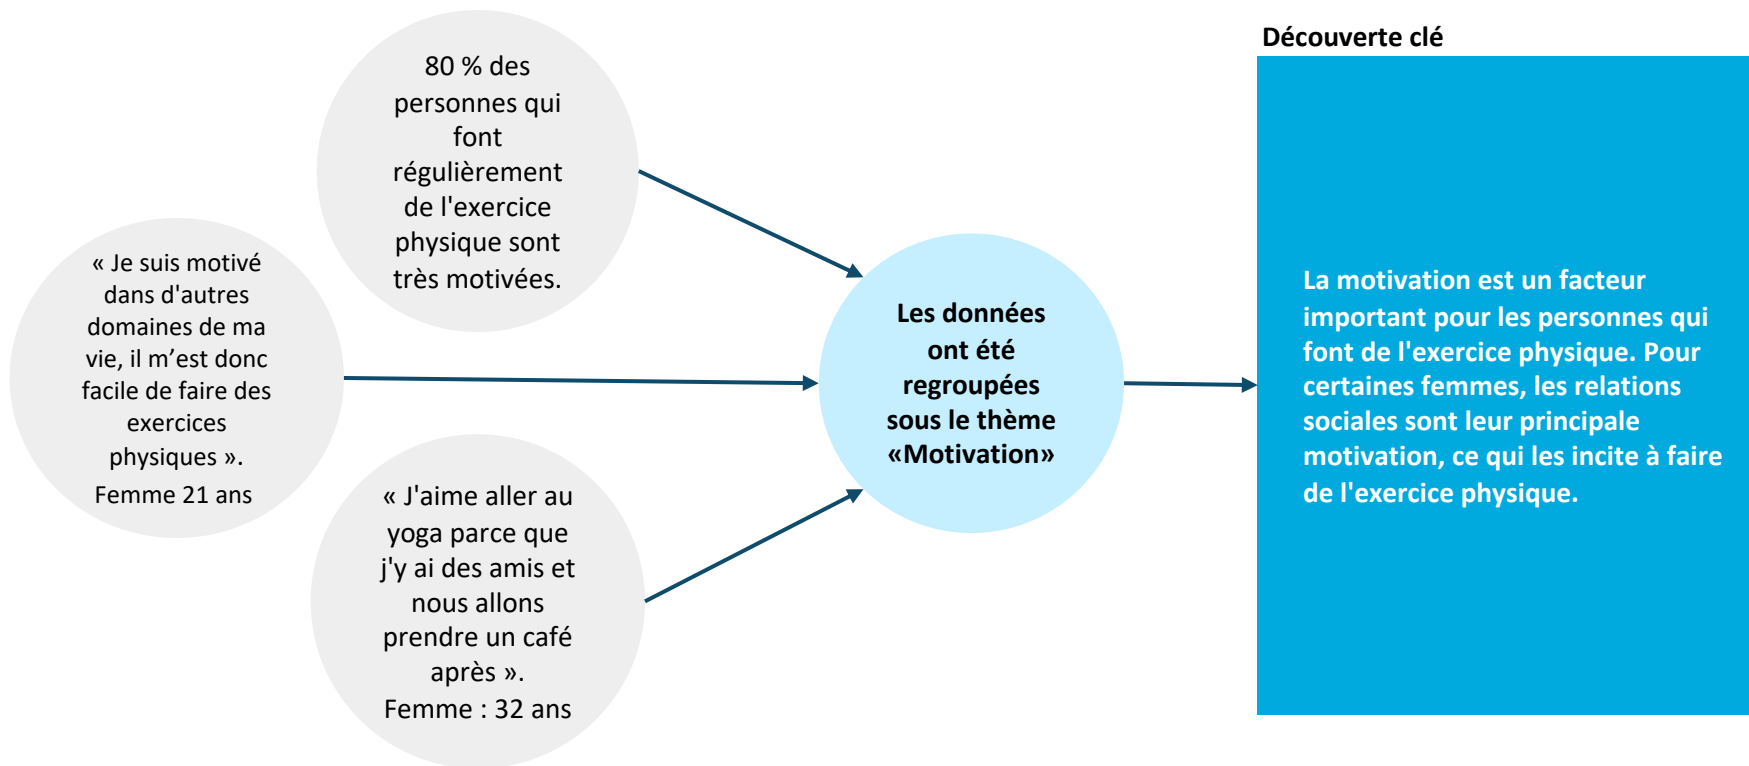 80 % des
personnes qui
font
régulièrement
de l'exercice
physique sont
très motivées.
« Je suis motivé
dans d'autres
domaines de ma
vie, il m’est donc
facile de faire des
exercices
physiques ».
Femme 21 ans
« J'aime aller au
yoga parce que
j'y ai des amis et
nous allons
prendre un café
après ».
Femme : 32 ans
Les données
ont été
regroupées
sous le thème
«Motivation»
Découverte clé
La motivation est un facteur
important pour les personnes qui
font de l'exercice physique. Pour
certaines femmes, les relations
sociales sont leur principale
motivation, ce qui les incite à faire
de l'exercice physique.